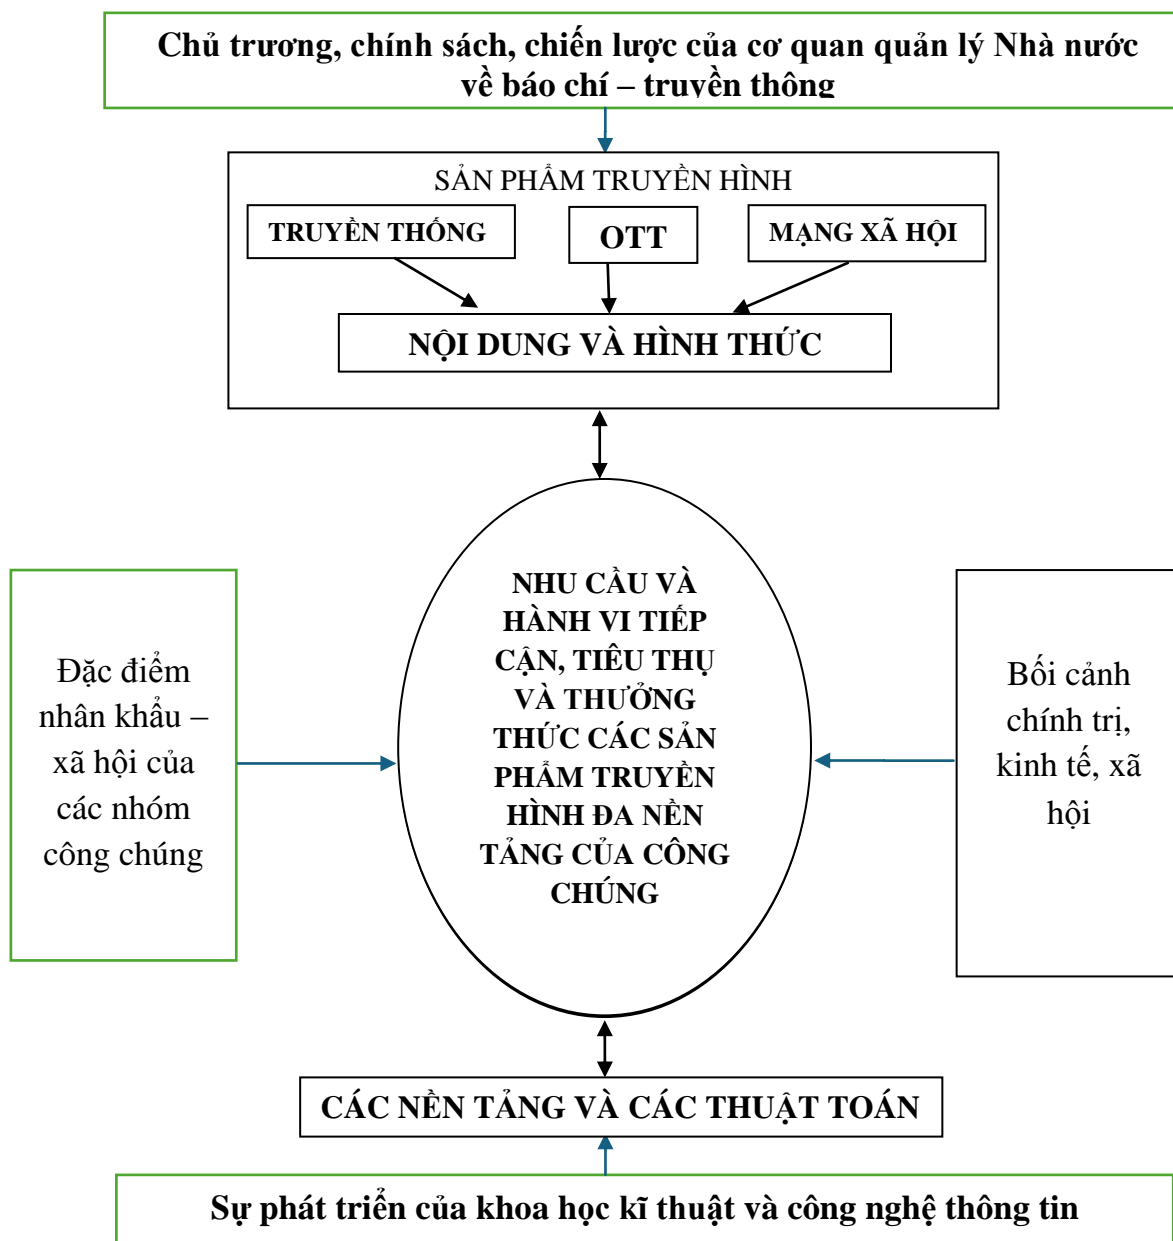 Chủ trương, chính sách, chiến lược của cơ quan quản lý Nhà nước
về báo chí – truyền thông
SẢN PHẨM TRUYỀN HÌNH
TRUYỀN THỐNG
OTT
MẠNG XÃ HỘI
NỘI DUNG VÀ HÌNH THỨC
NHU CẦU VÀ
HÀNH VI TIẾP
CẬN, TIÊU THỤ
VÀ THƯỞNG
THỨC CÁC SẢN
PHẨM TRUYỀN
HÌNH ĐA NỀN
TẢNG CỦA CÔNG
CHÚNG
Đặc điểm
nhân khẩu –
xã hội của
các nhóm
công chúng
Bối cảnh
chính trị,
kinh tế, xã
hội
CÁC NỀN TẢNG VÀ CÁC THUẬT TOÁN
Sự phát triển của khoa học kĩ thuật và công nghệ thông tin